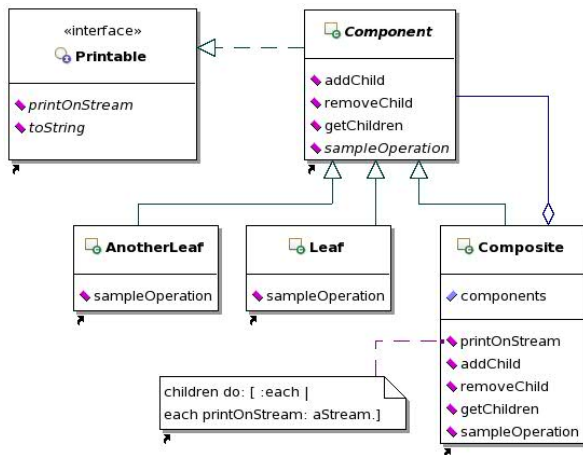 «interface»
Printable
printOnStream
toString
Component
addChild
removeChild
getChildren
sampleOperation
AnotherLeaf
sampleOperation
Leaf
sampleOperation
Composite
components
printOnStream
addChild
removeChild
getChildren
sampleOperation
children do: [ :each |
each printOnStream: aStream.]